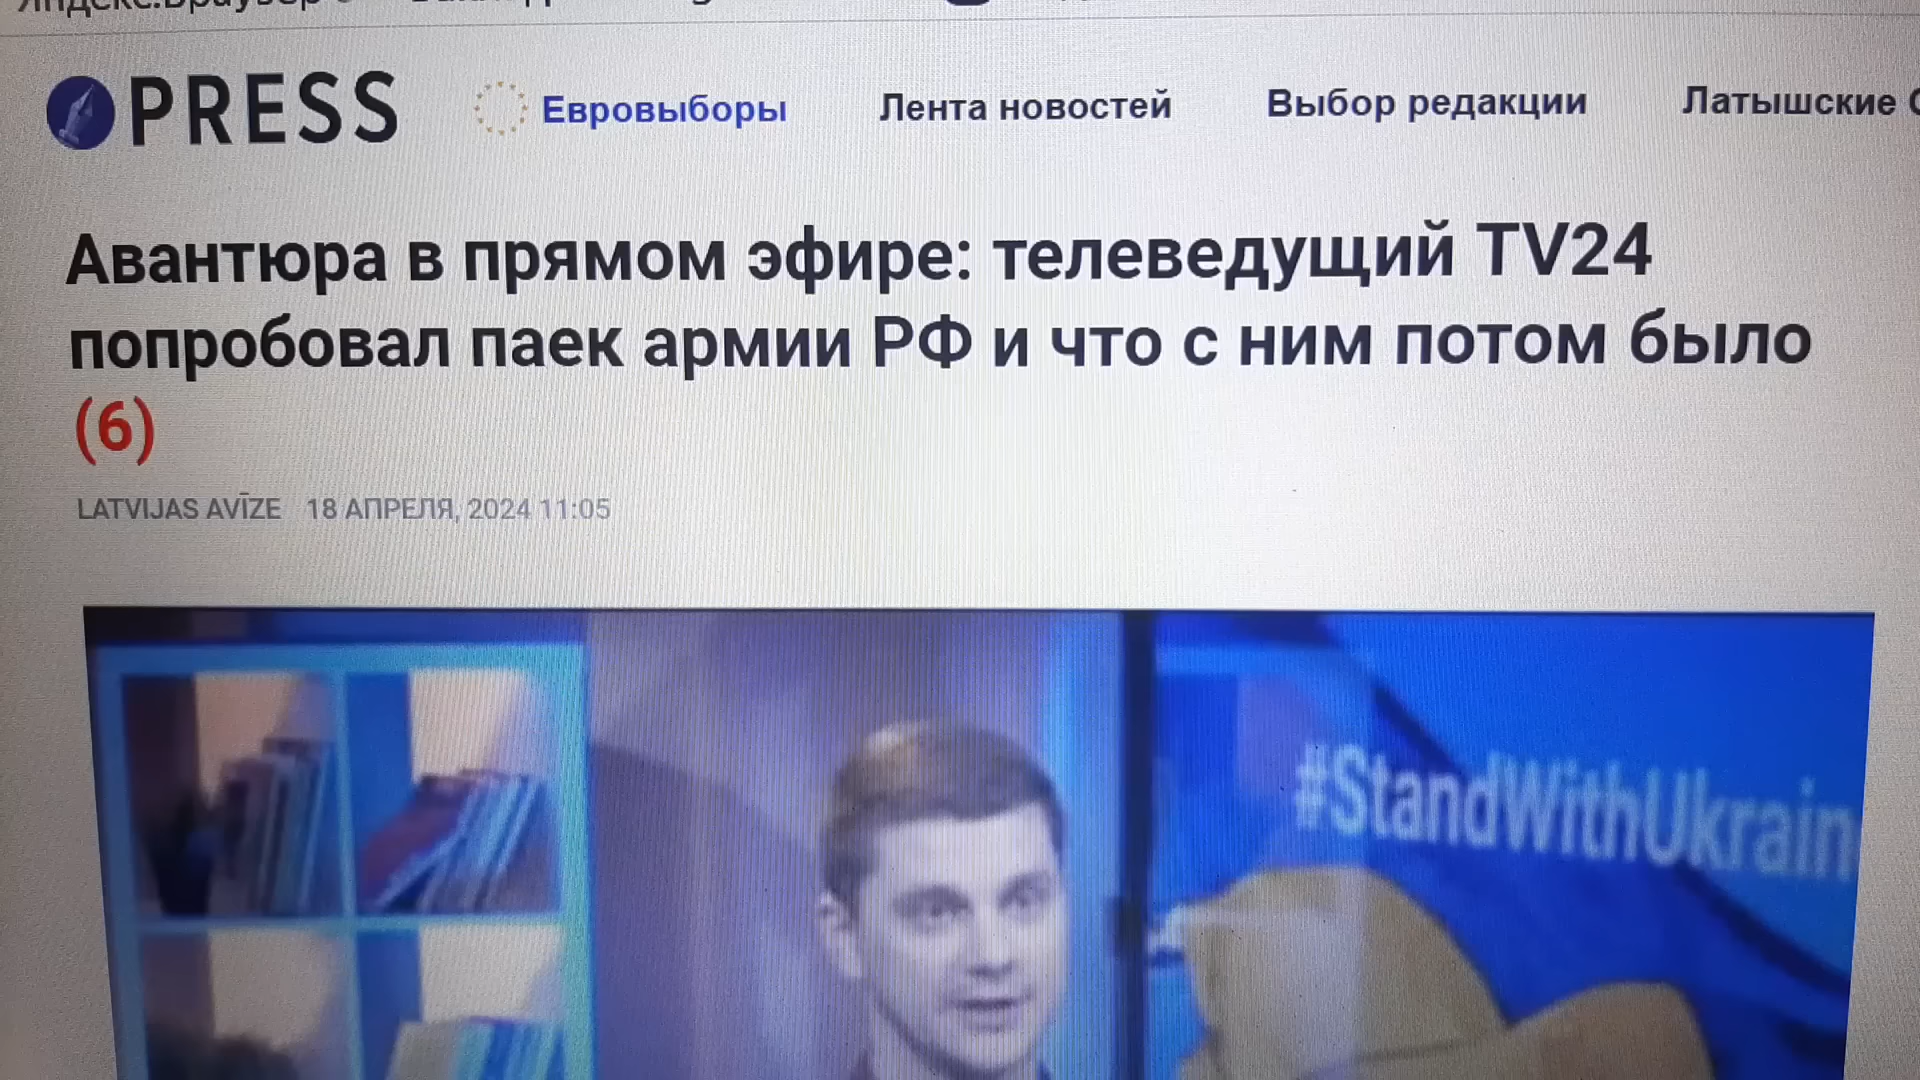 PRESS
Евровыборы
Лента новостей
Выбор редакции
Латышские
Авантюра в прямом эфире: телеведущий TV24
попробовал паек армии РФ и что с ним потом было
(6)
LATVIJAS AVĪZE 18 АПРЕЛЯ, 2024 11:05
#StandWithUkrain